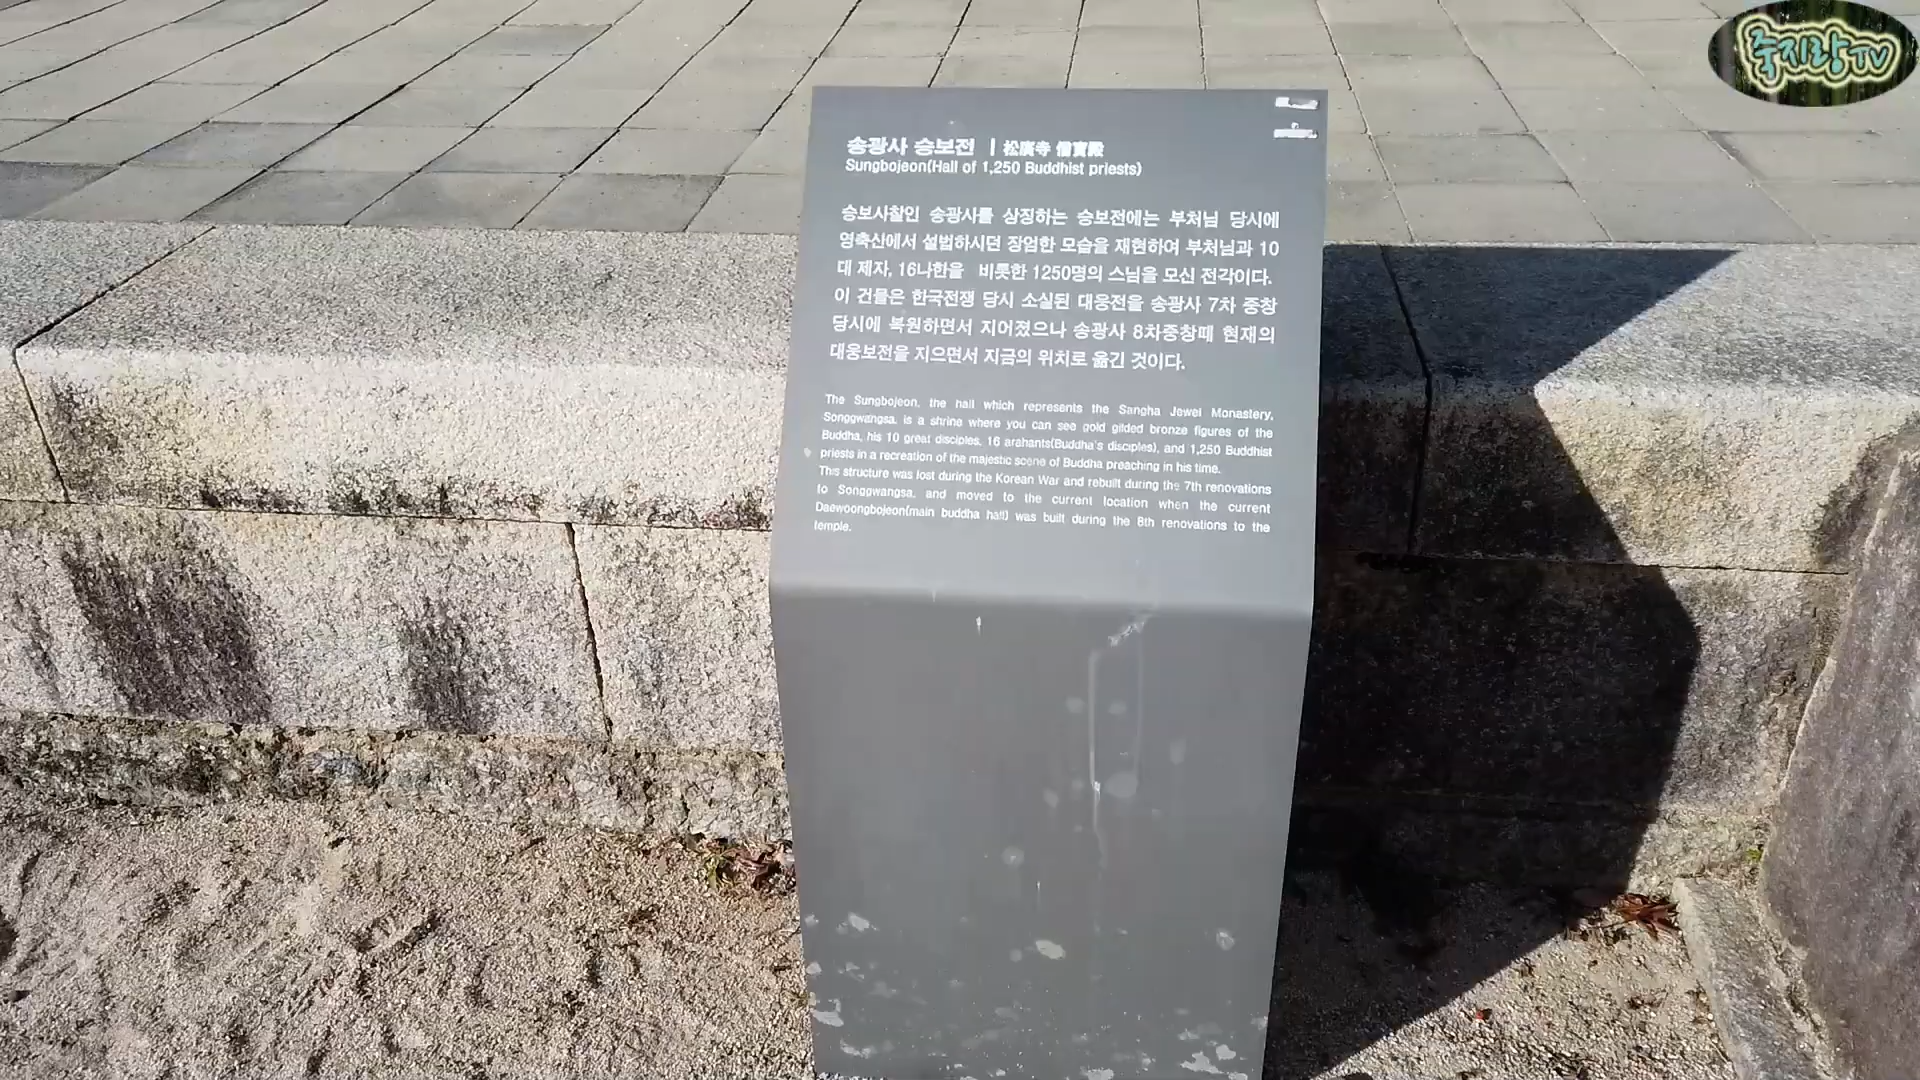 죽지랑TV
송광사 승보전 | 松廣寺 僧寶殿
Sungbojeon(Hall of 1,250 Buddhist priests)
승보사찰인 송광사를 상징하는 승보전에는 부처님 당시에
영축산에서 설법하시던 장엄한 모습을 재현하여 부처님과 10
대 제자, 16나한을 비롯한 1250명의 스님을 모신 전각이다.
이 건물은 한국전쟁 당시 소실된 대웅전을 송광사 7차 중창
당시에 복원하면서 지어졌으나 송광사 8차중창때 현재의
대웅보전을 지으면서 지금의 위치로 옮긴 것이다.
The Sungbojeon, the hall which represents the Sangha Jewel Monastery,
Songgwangsa, is a shrine where you can see gold gilded bronze figures of the
Buddha, his 10 great disciples, 16 arahants(Buddha's disciples), and 1,250 Buddhist
priests in a recreation of the majestic scene of Buddha preaching in his time.
This structure was lost during the Korean War and rebuilt during the 7th renovations
to Songgwangsa, and moved to the current location when the current
Daewoongbojeon(main buddha hall) was built during the 8th renovations to the
temple.